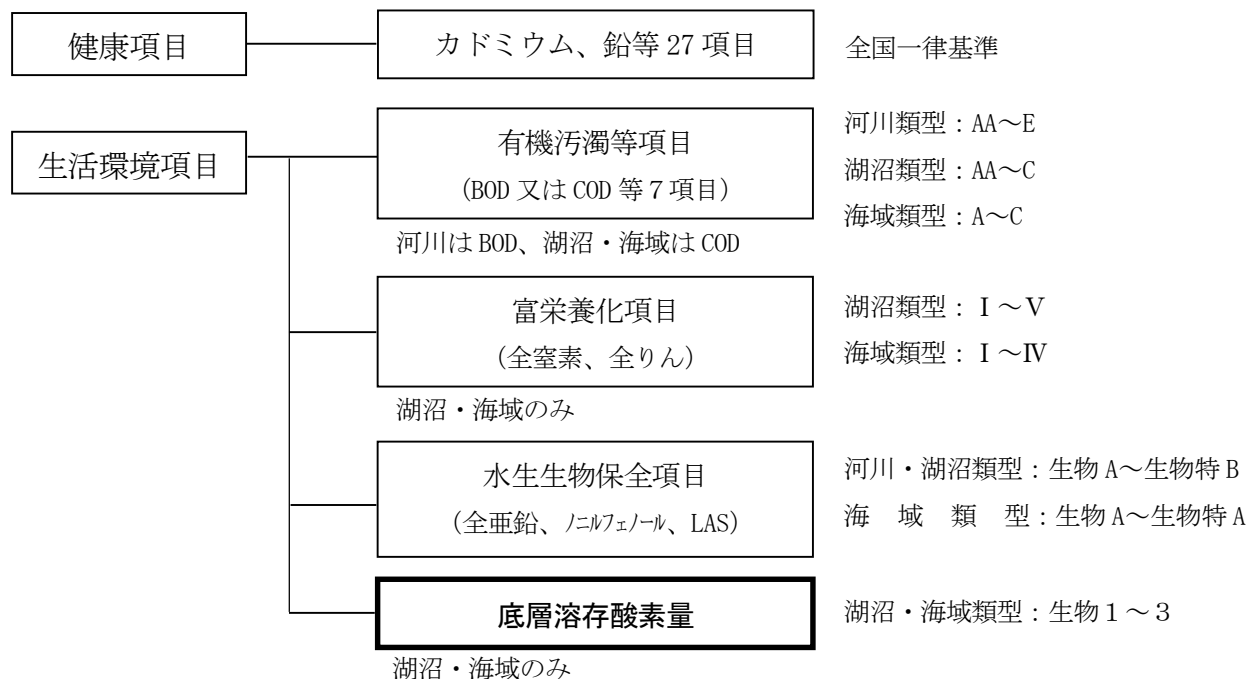 健康項目
カドミウム、鉛等 27 項目
全国一律基準
生活環境項目
有機汚濁等項目
(BOD 又は COD 等７項目)
河川は BOD、湖沼・海域は COD
河川類型：AA～E
湖沼類型：AA～C
海域類型：A～C
富栄養化項目
(全窒素、全りん)
湖沼・海域のみ
湖沼類型：Ⅰ～Ⅴ
海域類型：Ⅰ～Ⅳ
水生生物保全項目
(全亜鉛、ﾉﾆﾙﾌｪﾉｰﾙ、LAS)
河川・湖沼類型：生物 A～生物特 B
海　域　類　型：生物 A～生物特 A
底層溶存酸素量
湖沼・海域のみ
湖沼・海域類型：生物１～３